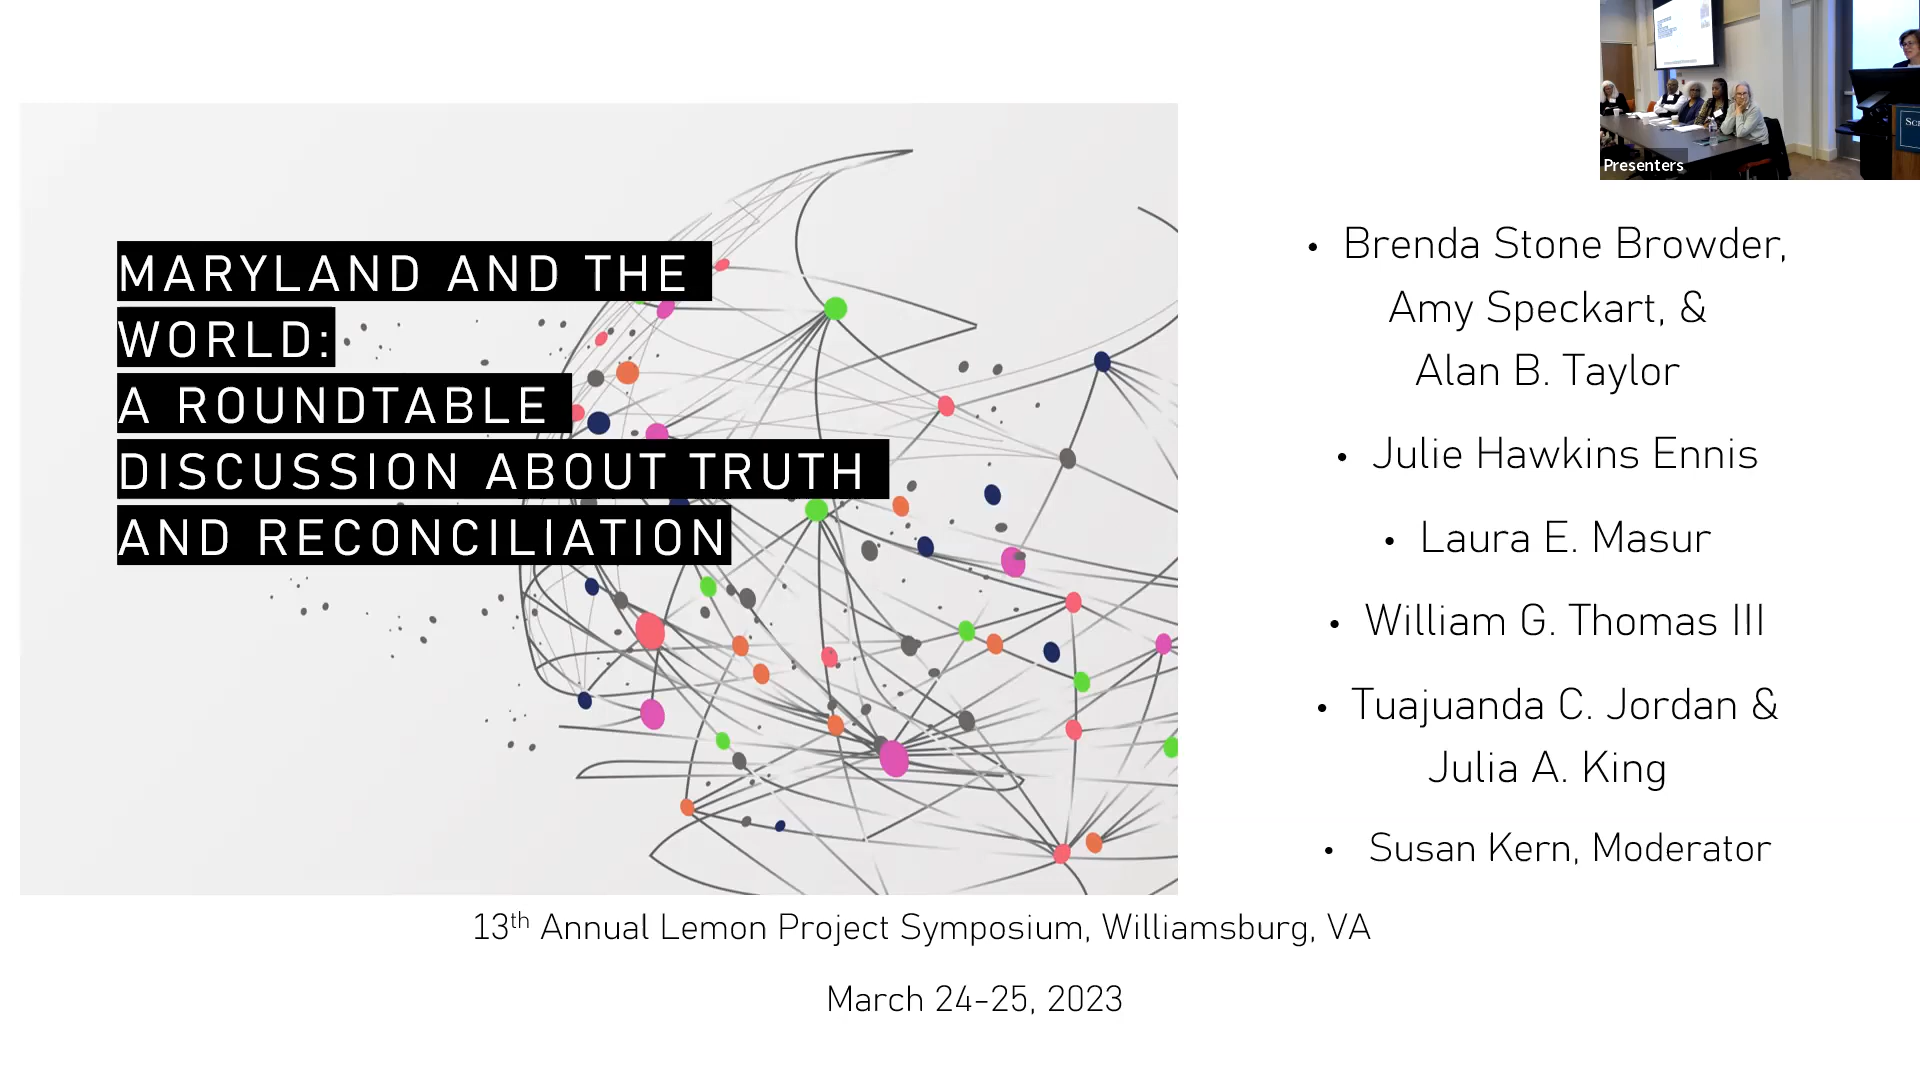 MARYLAND AND THE
WORLD:
A ROUNDTABLE
DISCUSSION ABOUT TRUTH
AND RECONCILIATION
Presenters
• Brenda Stone Browder,
Amy Speckart, &
Alan B. Taylor
• Julie Hawkins Ennis
• Laura E. Masur
• William G. Thomas III
• Tuajuanda C. Jordan &
Julia A. King
• Susan Kern, Moderator
13th Annual Lemon Project Symposium, Williamsburg, VA
March 24-25, 2023